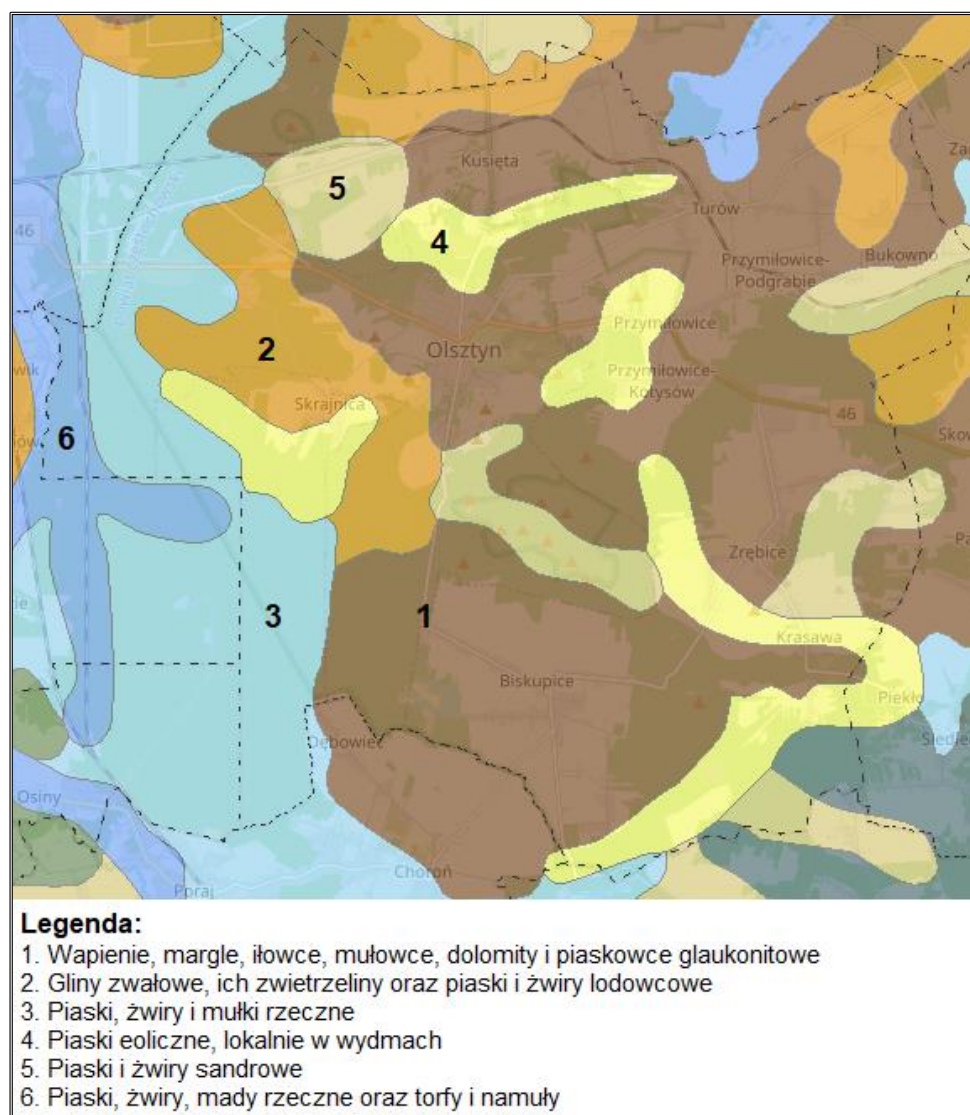 5
Kusięta
46
4
Turów
Przymiłowice-
Podgrabie
Bukowno
Przymiłowice
2
Olsztyn
Przymiłowice-
Kotysów
Skrajnica
46
6
Zrębice
3
1
Krasawa
Biskupice
Piekło
Dębowiec
Osiny
Choroń
Poraj
Legenda:
1. Wapienie, margle, iłowce, mułowce, dolomity i piaskowce glaukonitowe
2. Gliny zwałowe, ich zwietrzeliny oraz piaski i żwiry lodowcowe
3. Piaski, żwiry i mułki rzeczne
4. Piaski eoliczne, lokalnie w wydmach
5. Piaski i żwiry sandrowe
6. Piaski, żwiry, mady rzeczne oraz torfy i namuły